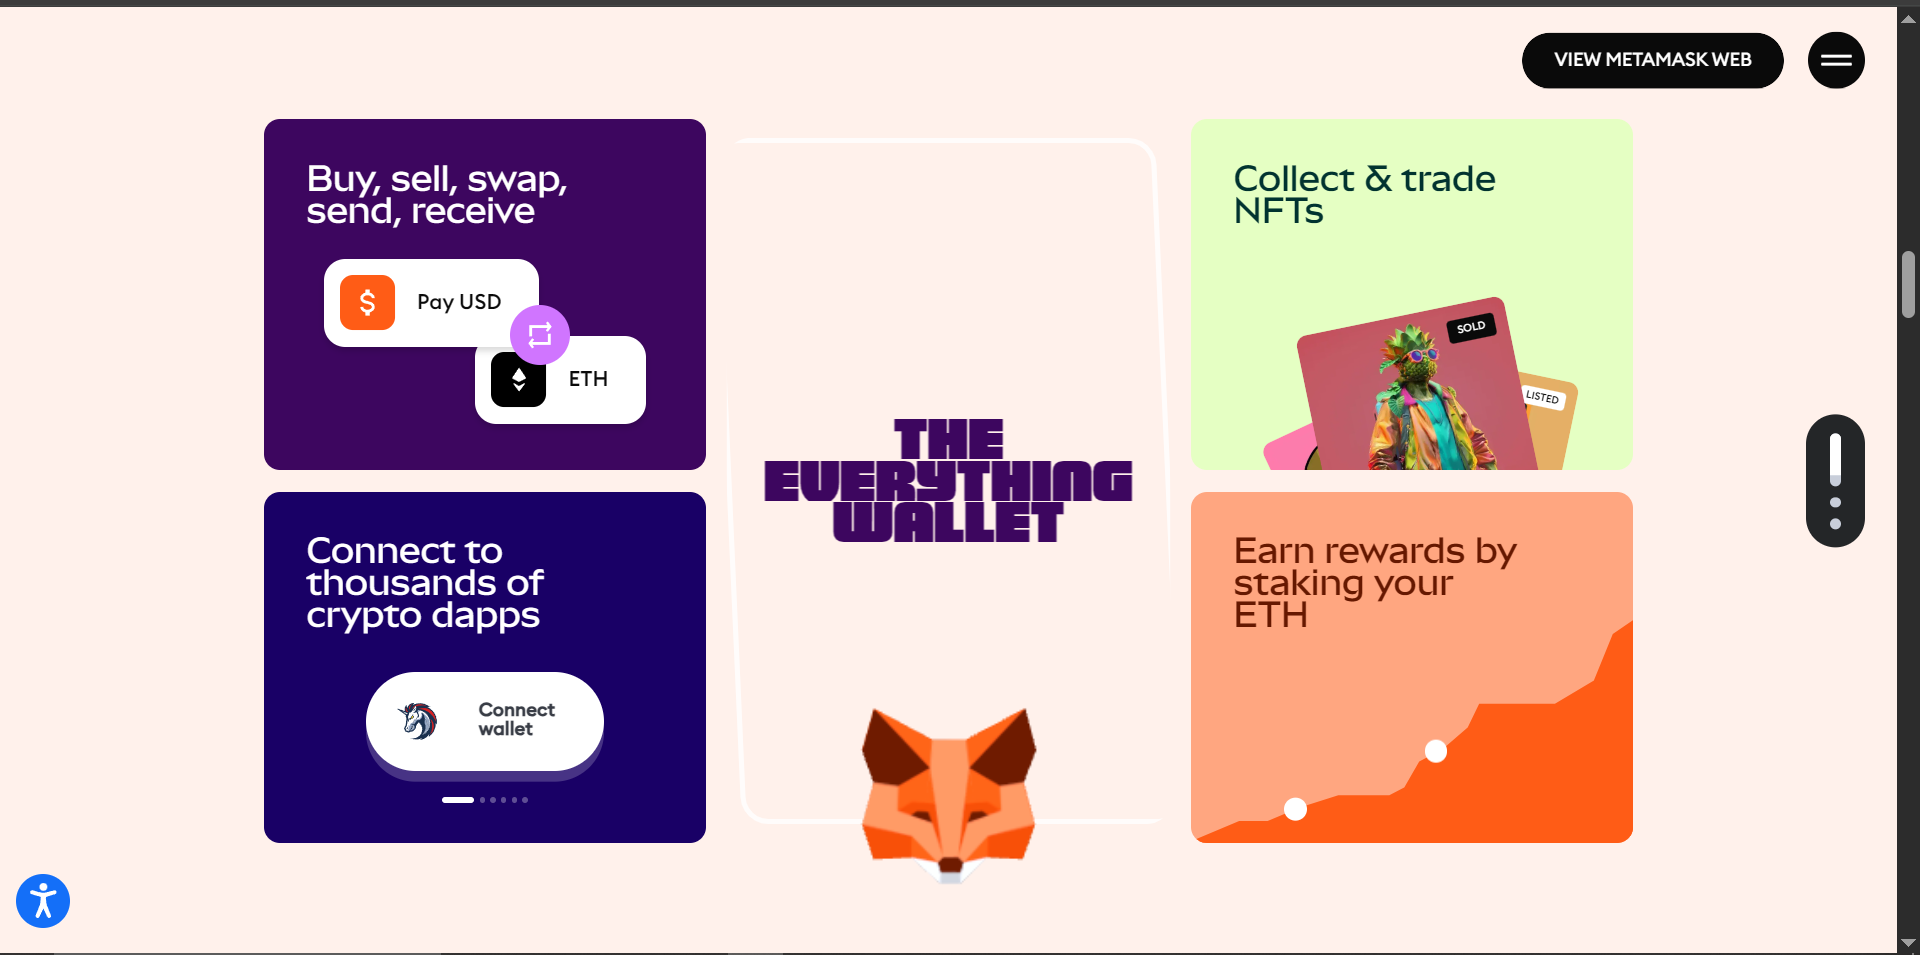 VIEW METAMASK WEB
Buy, sell, swap,
send, receive
$
Pay USD
ETH
Connect to
thousands of
crypto dapps
Connect
wallet
THE
EVERYTHING
WALLET
Collect & trade
NFTs
SOLD
LISTED
Earn rewards by
staking your
ETH